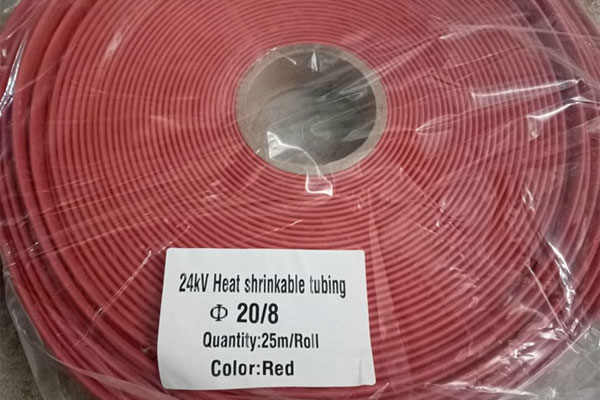 24kV Heat shrinkable tubing
Φ 20/8
Quantity:25m/Roll
Color:Red